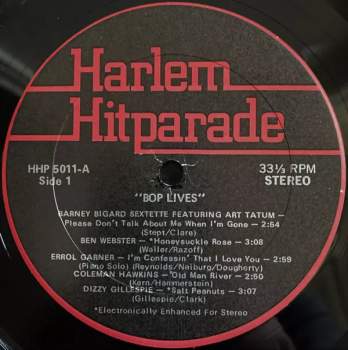 Harlem
Hitparade
HHP 5011-A
Side 1
33⅓ RPM
STEREO
"BOP LIVES"
BARNEY BIGARD SEXTETTE FEATURING ART TATUM —
Please Don't Talk About Me When I'm Gone — 2:54
(Stept/Clare)
BEN WEBSTER — *Honeysuckle Rose — 3:08
(Waller/Razoff)
ERROL GARNER — I'm Confessin' That I Love You — 2:59
(Piano Solo) (Reynolds/Neiburg/Dougherty)
COLEMAN HAWKINS — Old Man River — 2:58
(Kern/Hammerstein)
DIZZY GILLESPIE — *Salt Peanuts — 3:07
(Gillespie/Clark)
*Electronically Enhanced For Stereo